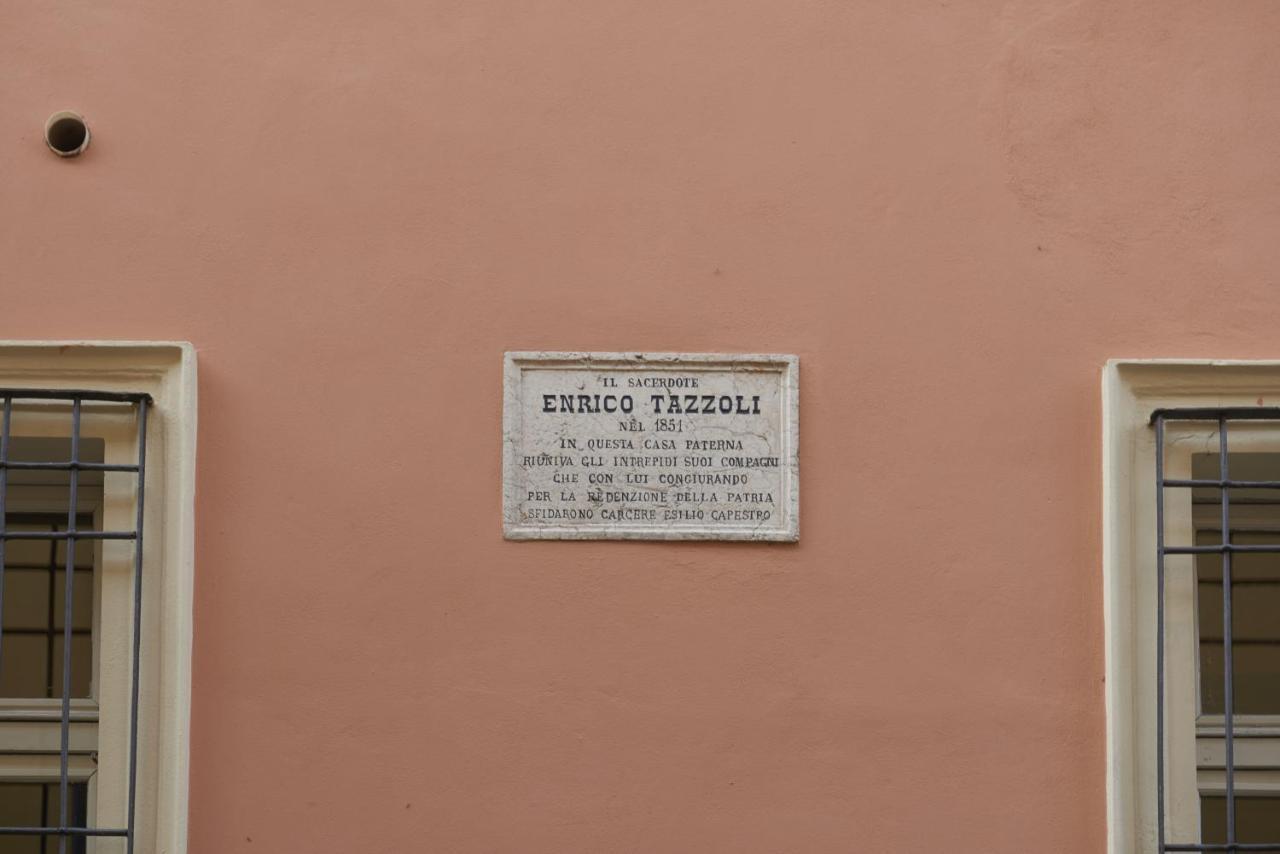 IL SACERDOTE
ENRICO TAZZOLI
NEL 1851
IN QUESTA CASA PATERNA
RIUNIVA GLI INTREPIDI SUOI COMPAGNI
CHE CON LUI CONGIURANDO
PER LA REDENZIONE DELLA PATRIA
SFIDARONO CARCERE ESILIO CAPESTRO